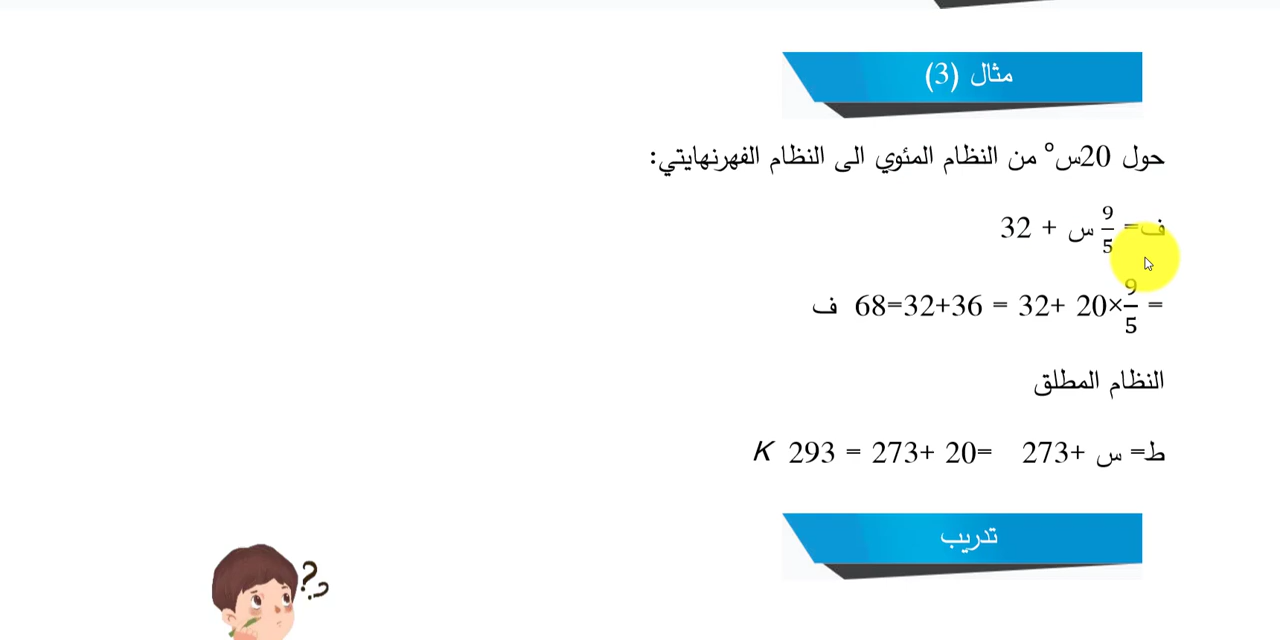 مثال (3)
حول 20س° من النظام المئوي الى النظام الفهرنهايتي:
ف= 9/5 س + 32
= 9/5 ×20 +32 = 36+32=68 ف
النظام المطلق
ط= س +273 =20 +273 = 293 K
تدريب
??